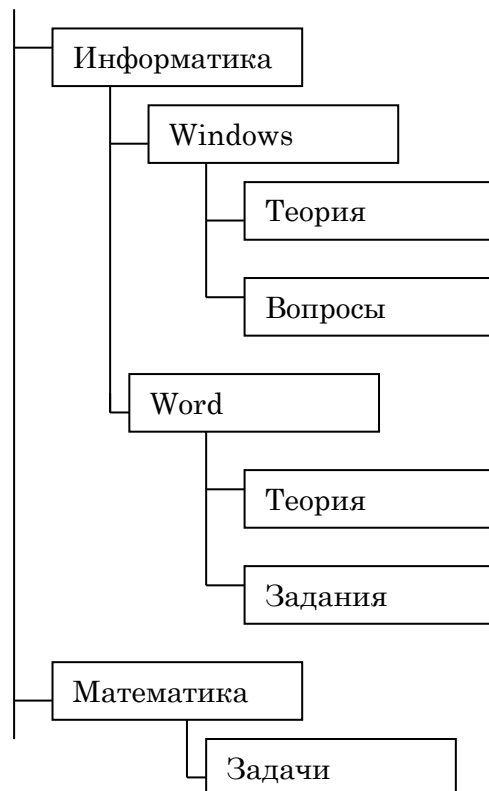 Информатика
Windows
Теория
Вопросы
Word
Теория
Задания
Математика
Задачи